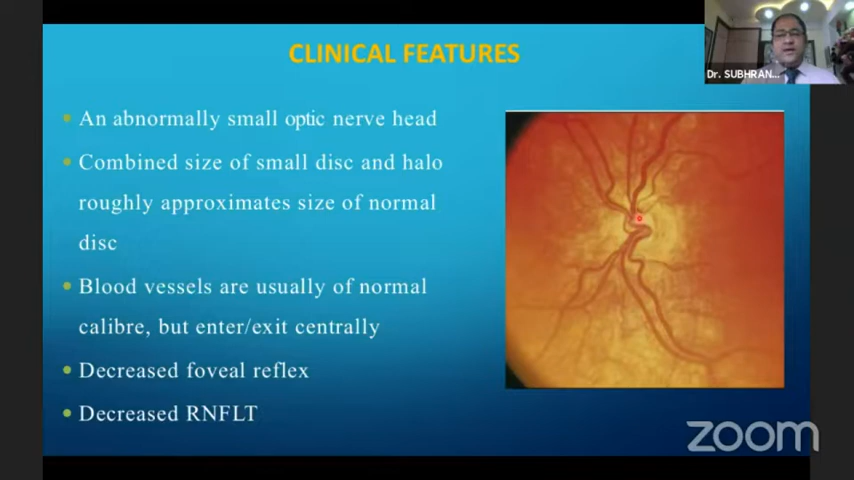 Dr. SUBHRAN...
CLINICAL FEATURES
An abnormally small optic nerve head
Combined size of small disc and halo
roughly approximates size of normal
disc
Blood vessels are usually of normal
calibre, but enter/exit centrally
Decreased foveal reflex
Decreased RNFLT
zoom